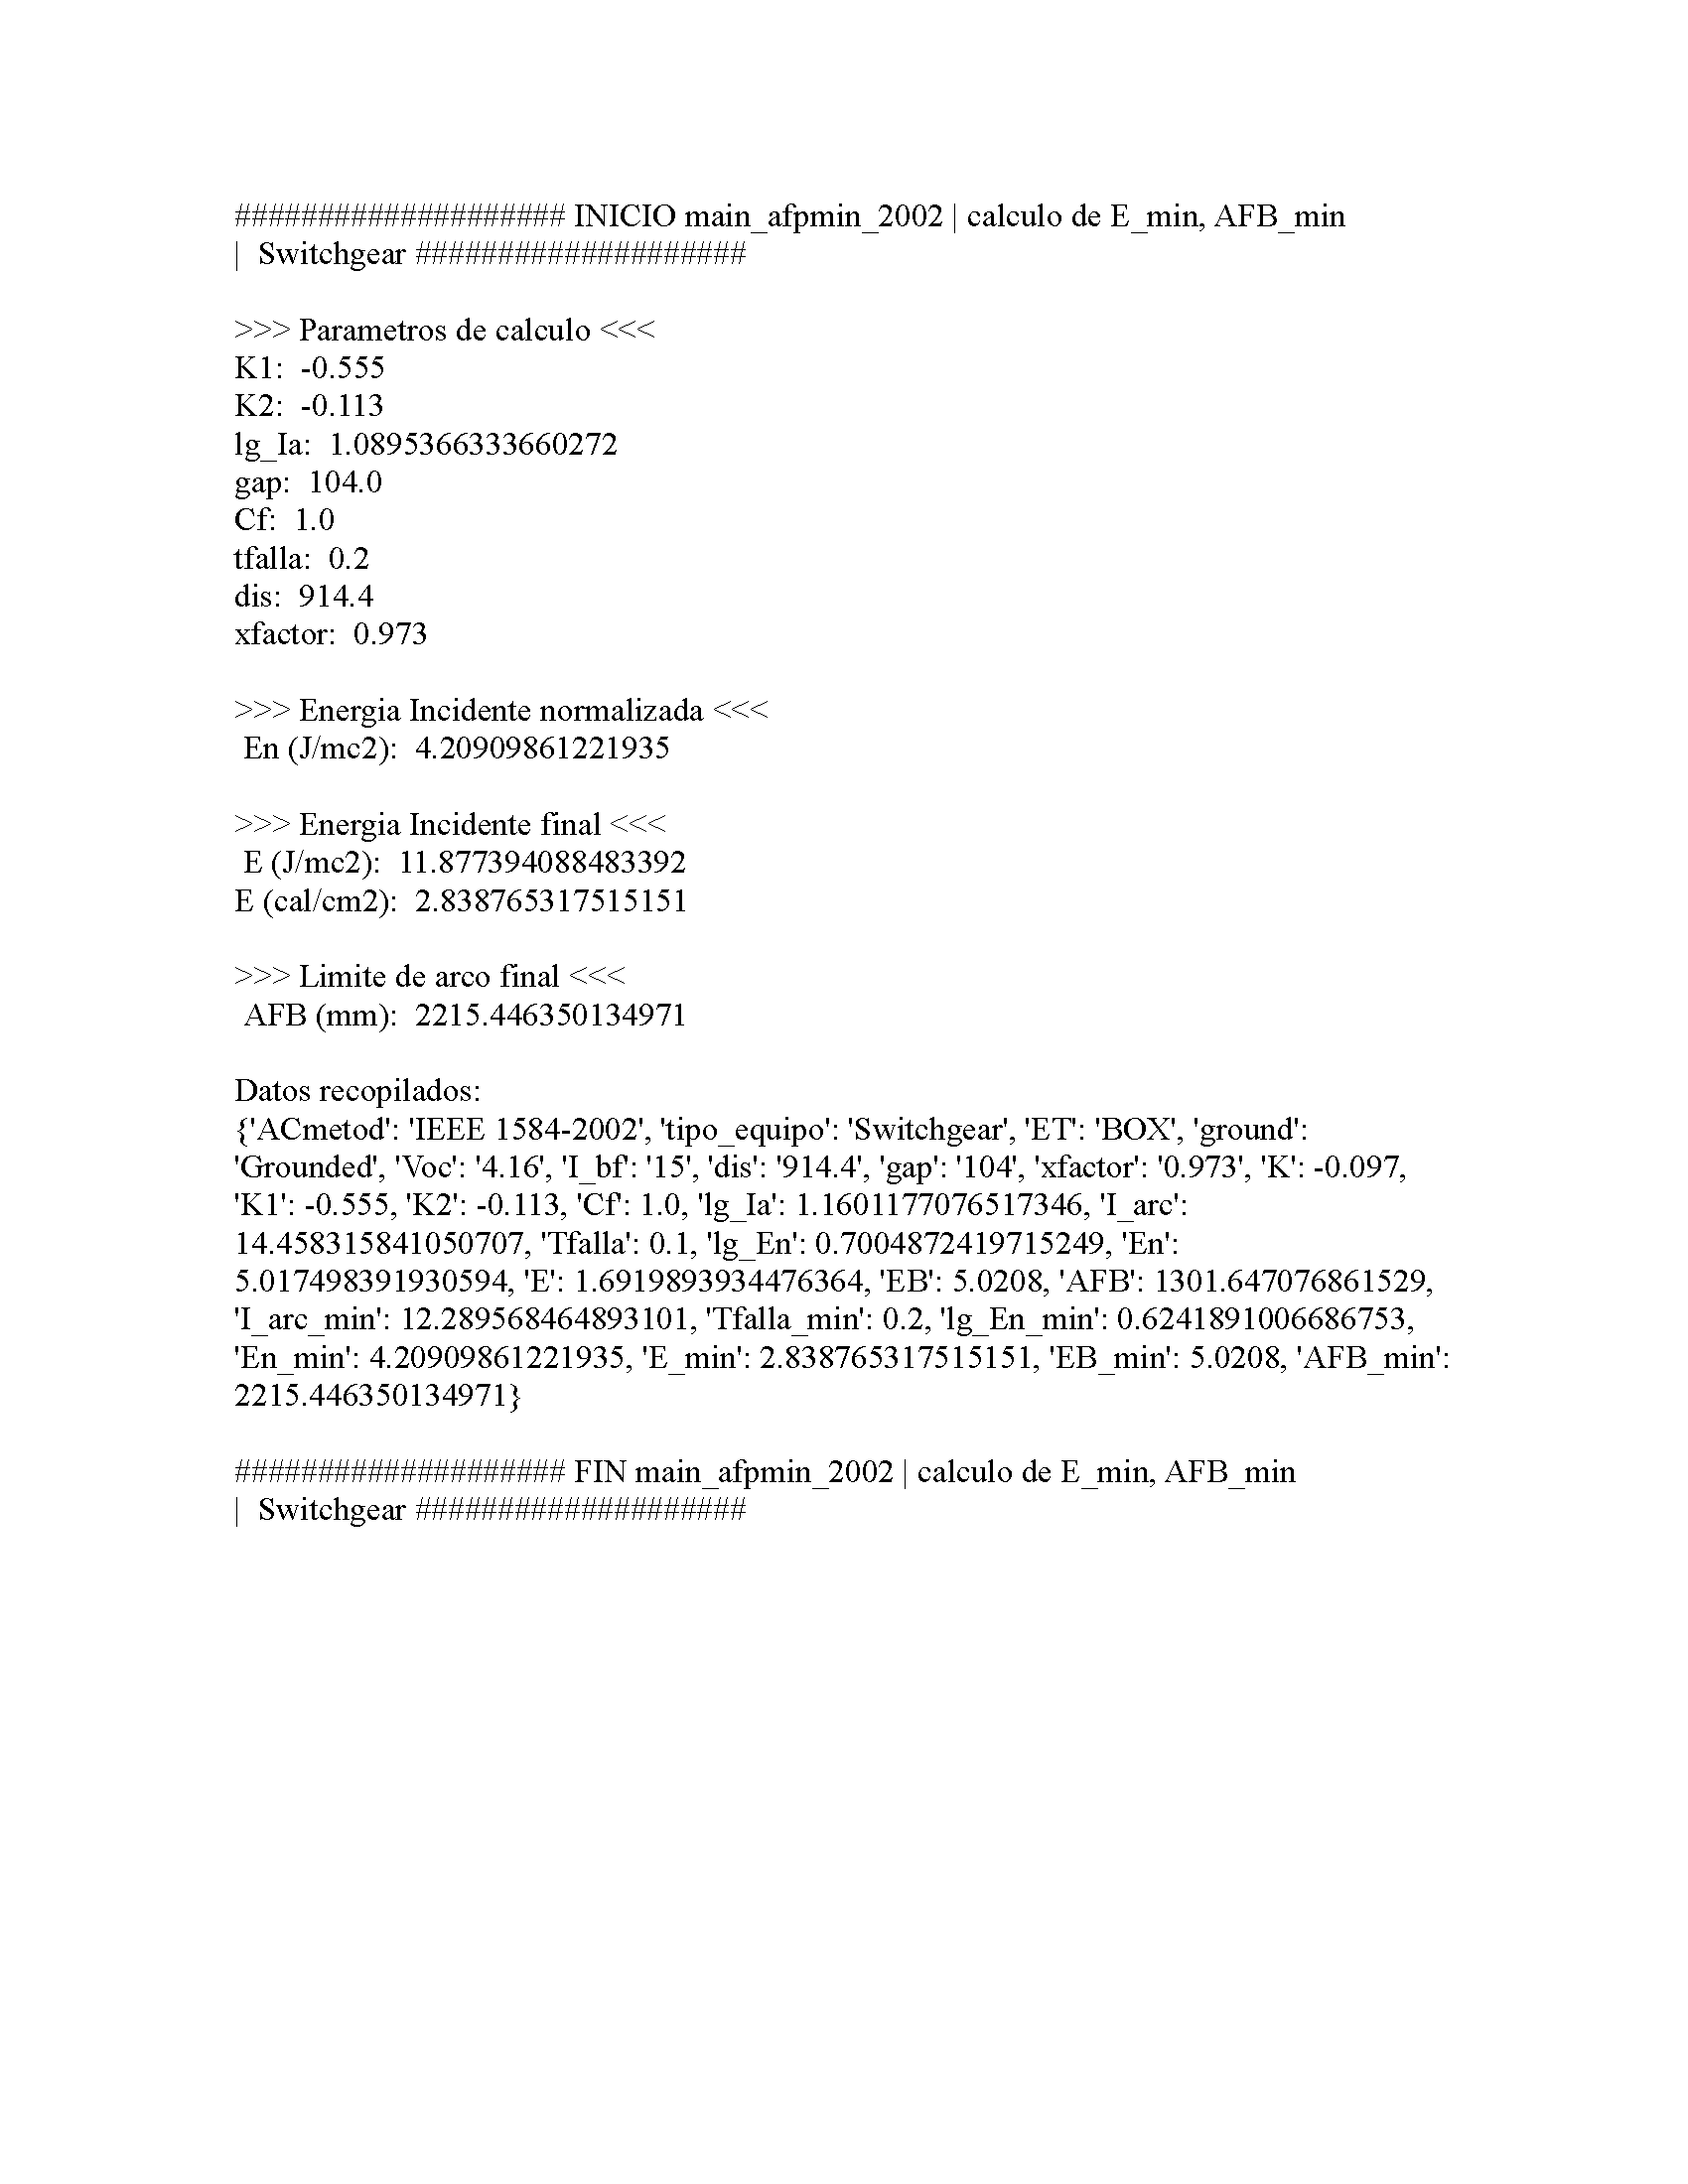 #################### INICIO main_afpmin_2002 | calculo de E_min, AFB_min
|  Switchgear ####################
>>> Parametros de calculo <<<
K1:  -0.555
K2:  -0.113
lg_Ia:  1.0895366333660272
gap:  104.0
Cf:  1.0
tfalla:  0.2
dis:  914.4
xfactor:  0.973
>>> Energia Incidente normalizada <<<
En (J/mc2):  4.20909861221935
>>> Energia Incidente final <<<
E (J/mc2):  11.877394088483392
E (cal/cm2):  2.838765317515151
>>> Limite de arco final <<<
AFB (mm):  2215.446350134971
Datos recopilados:
{'ACmetod': 'IEEE 1584-2002', 'tipo_equipo': 'Switchgear', 'ET': 'BOX', 'ground':
'Grounded', 'Voc': '4.16', 'I_bf': '15', 'dis': '914.4', 'gap': '104', 'xfactor': '0.973', 'K': -0.097,
'K1': -0.555, 'K2': -0.113, 'Cf': 1.0, 'lg_Ia': 1.1601177076517346, 'I_arc':
14.458315841050707, 'Tfalla': 0.1, 'lg_En': 0.7004872419715249, 'En':
5.017498391930594, 'E': 1.6919893934476364, 'EB': 5.0208, 'AFB': 1301.647076861529,
'I_arc_min': 12.289568464893101, 'Tfalla_min': 0.2, 'lg_En_min': 0.6241891006686753,
'En_min': 4.20909861221935, 'E_min': 2.838765317515151, 'EB_min': 5.0208, 'AFB_min':
2215.446350134971}
#################### FIN main_afpmin_2002 | calculo de E_min, AFB_min
|  Switchgear ####################